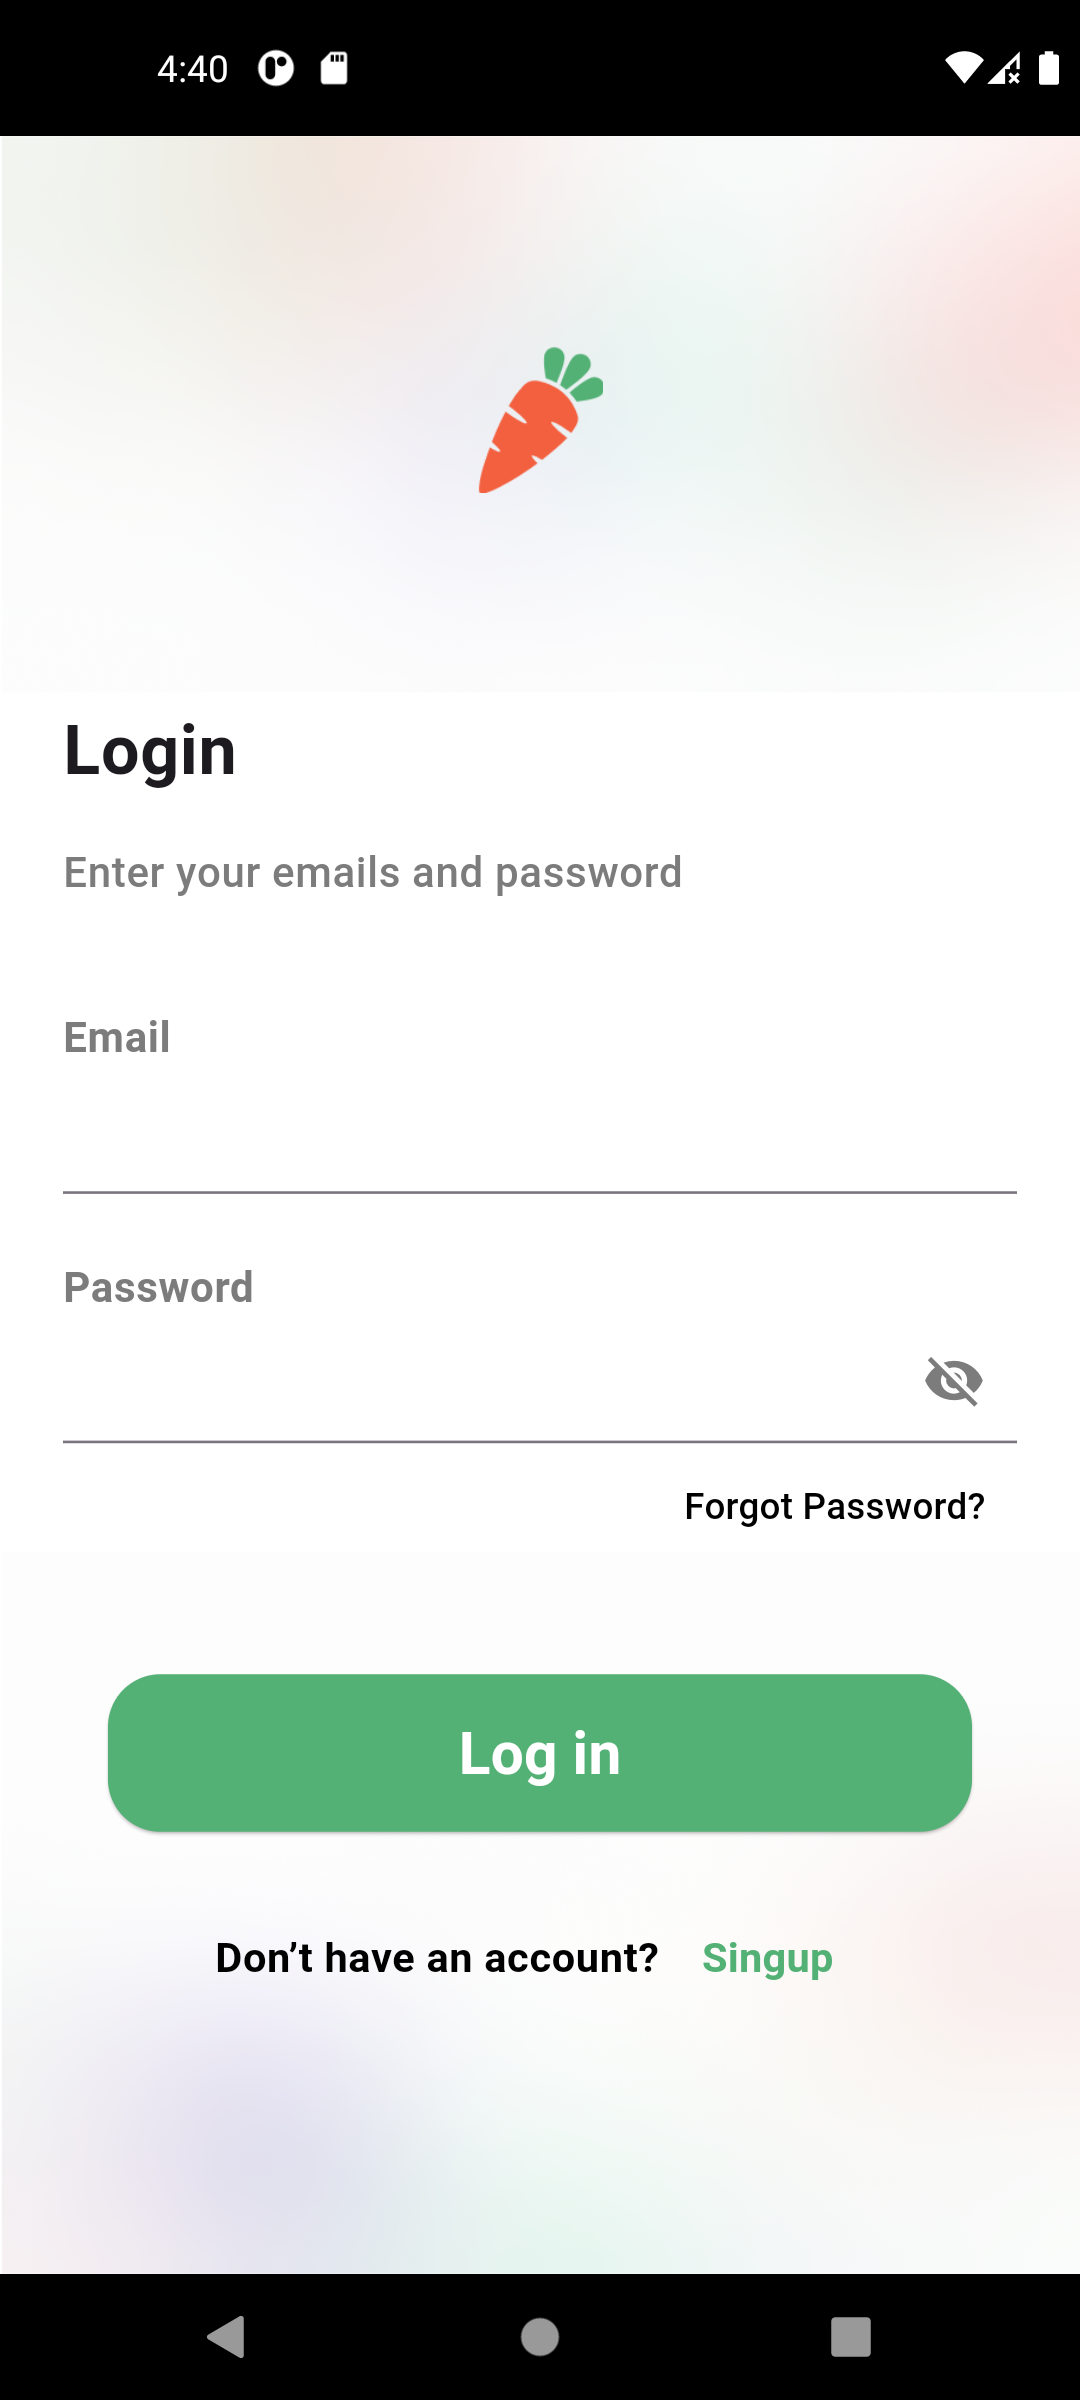 4:40
Login
Enter your emails and password
Email
Password
Forgot Password?
Log in
Don’t have an account? Singup